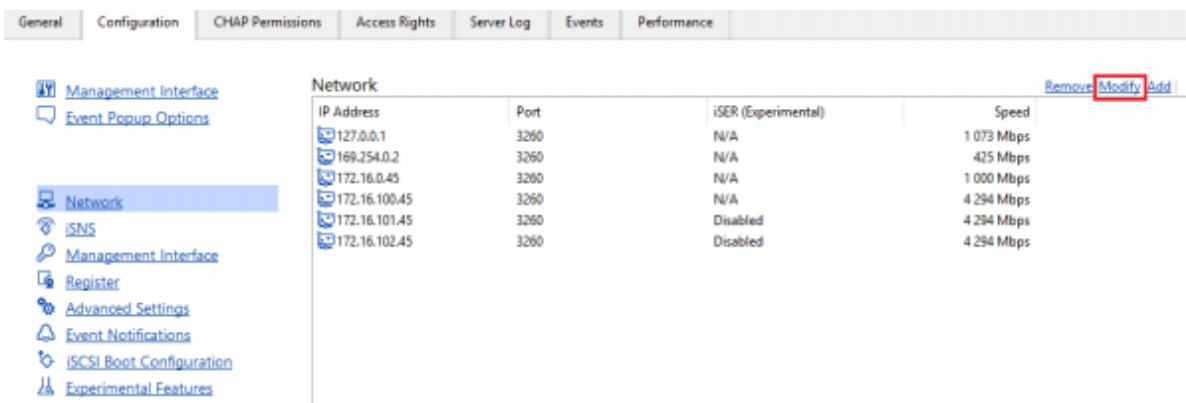 General Configuration CHAP Permissions Access Rights Server Log Events Performance
Management Interface
Event Popup Options
Network
iSNS
Management Interface
Register
Advanced Settings
Event Notifications
iSCSI Boot Configuration
Experimental Features
Network
Remove Modify Add
IP Address Port iSER (Experimental) Speed
127.0.0.1 3260 N/A 1 073 Mbps
169.254.0.2 3260 N/A 425 Mbps
172.16.0.45 3260 N/A 1 000 Mbps
172.16.100.45 3260 N/A 4 294 Mbps
172.16.101.45 3260 Disabled 4 294 Mbps
172.16.102.45 3260 Disabled 4 294 Mbps